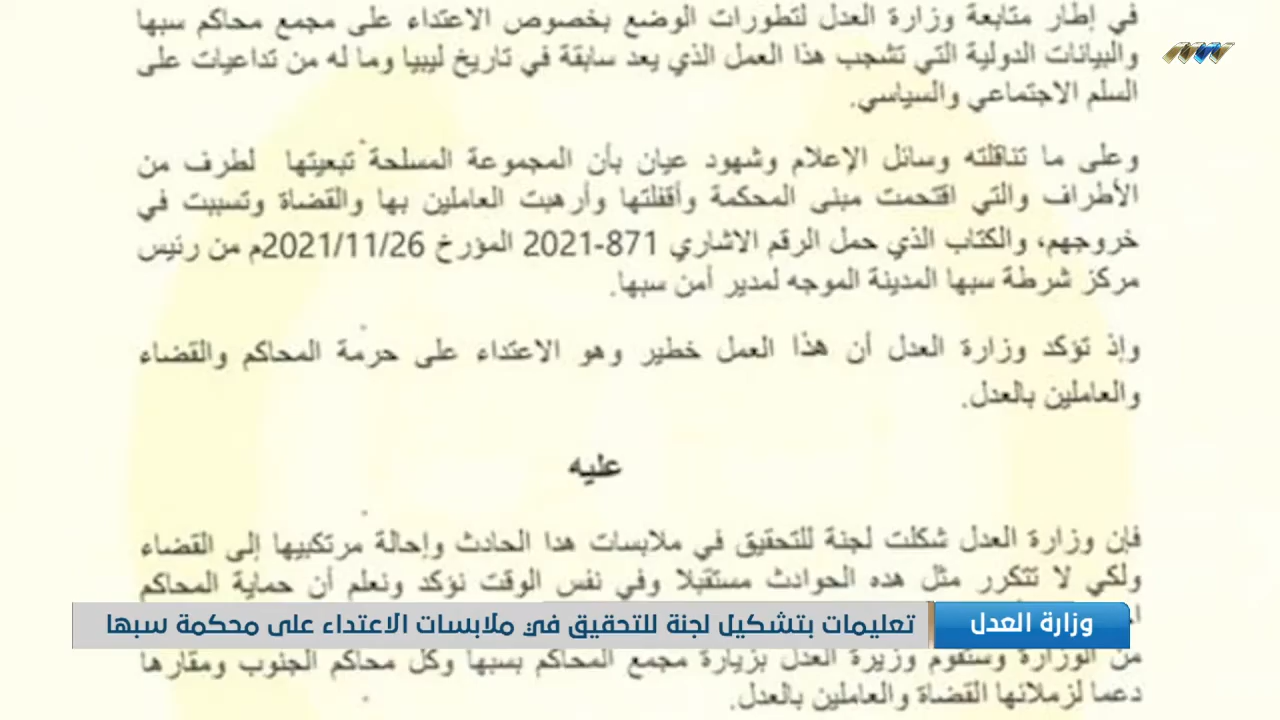 في إطار متابعة وزارة العدل لتطورات الوضع بخصوص الاعتداء على مجمع محاكم سبها
والبيانات الدولية التي تشجب هذا العمل الذي يعد سابقة في تاريخ ليبيا وما له من تداعيات على
السلم الاجتماعي والسياسي.
وعلى ما تناقلته وسائل الإعلام وشهود عيان بأن المجموعة المسلحة تبعيتها لطرف من
الأطراف والتي اقتحمت مبنى المحكمة وأقفلتها وأرهبت العاملين بها والقضاة وتسببت في
خروجهم، والكتاب الذي حمل الرقم الاشاري 871-2021 المؤرخ 2021/11/26م من رئيس
مركز شرطة سبها المدينة الموجه لمدير أمن سبها.
وإذ تؤكد وزارة العدل أن هذا العمل خطير وهو الاعتداء على حرمة المحاكم والقضاء
والعاملين بالعدل.
عليه
فإن وزارة العدل شكلت لجنة للتحقيق في ملابسات هدا الحادث وإحالة مرتكبيها إلى القضاء
ولكي لا تتكرر مثل هده الحوادث مستقبلا وفي نفس الوقت نؤكد ونعلم أن حماية المحاكم
وزارة العدل
تعليمات بتشكيل لجنة للتحقيق في ملابسات الاعتداء على محكمة سبها
من الوزارة وستقوم وزيرة العدل بزيارة مجمع المحاكم بسبها وكل محاكم الجنوب ومقارها
دعما لزملائها القضاة والعاملين بالعدل.